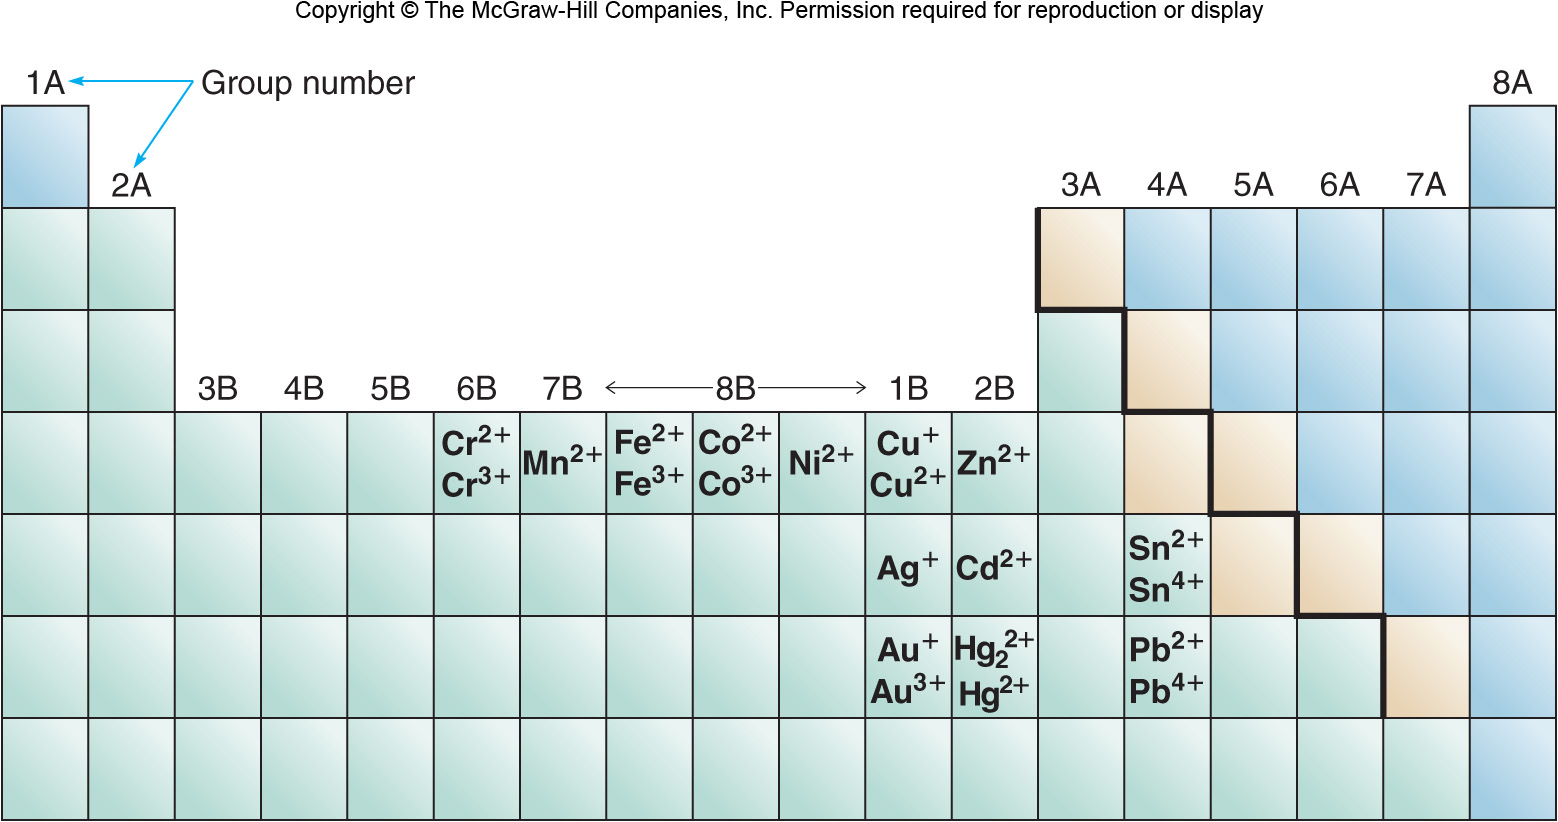 Copyright © The McGraw-Hill Companies, Inc. Permission required for reproduction or display
1A Group number 8A
2A 3A 4A 5A 6A 7A
3B 4B 5B 6B 7B 8B 1B 2B
Cr²⁺ Mn²⁺ Fe²⁺ Co²⁺ Ni²⁺ Cu⁺ Zn²⁺
Cr³⁺ Fe³⁺ Co³⁺ Cu²⁺
Ag⁺ Cd²⁺ Sn²⁺
Sn⁴⁺
Au⁺ Hg₂²⁺ Pb²⁺
Au³⁺ Hg²⁺ Pb⁴⁺